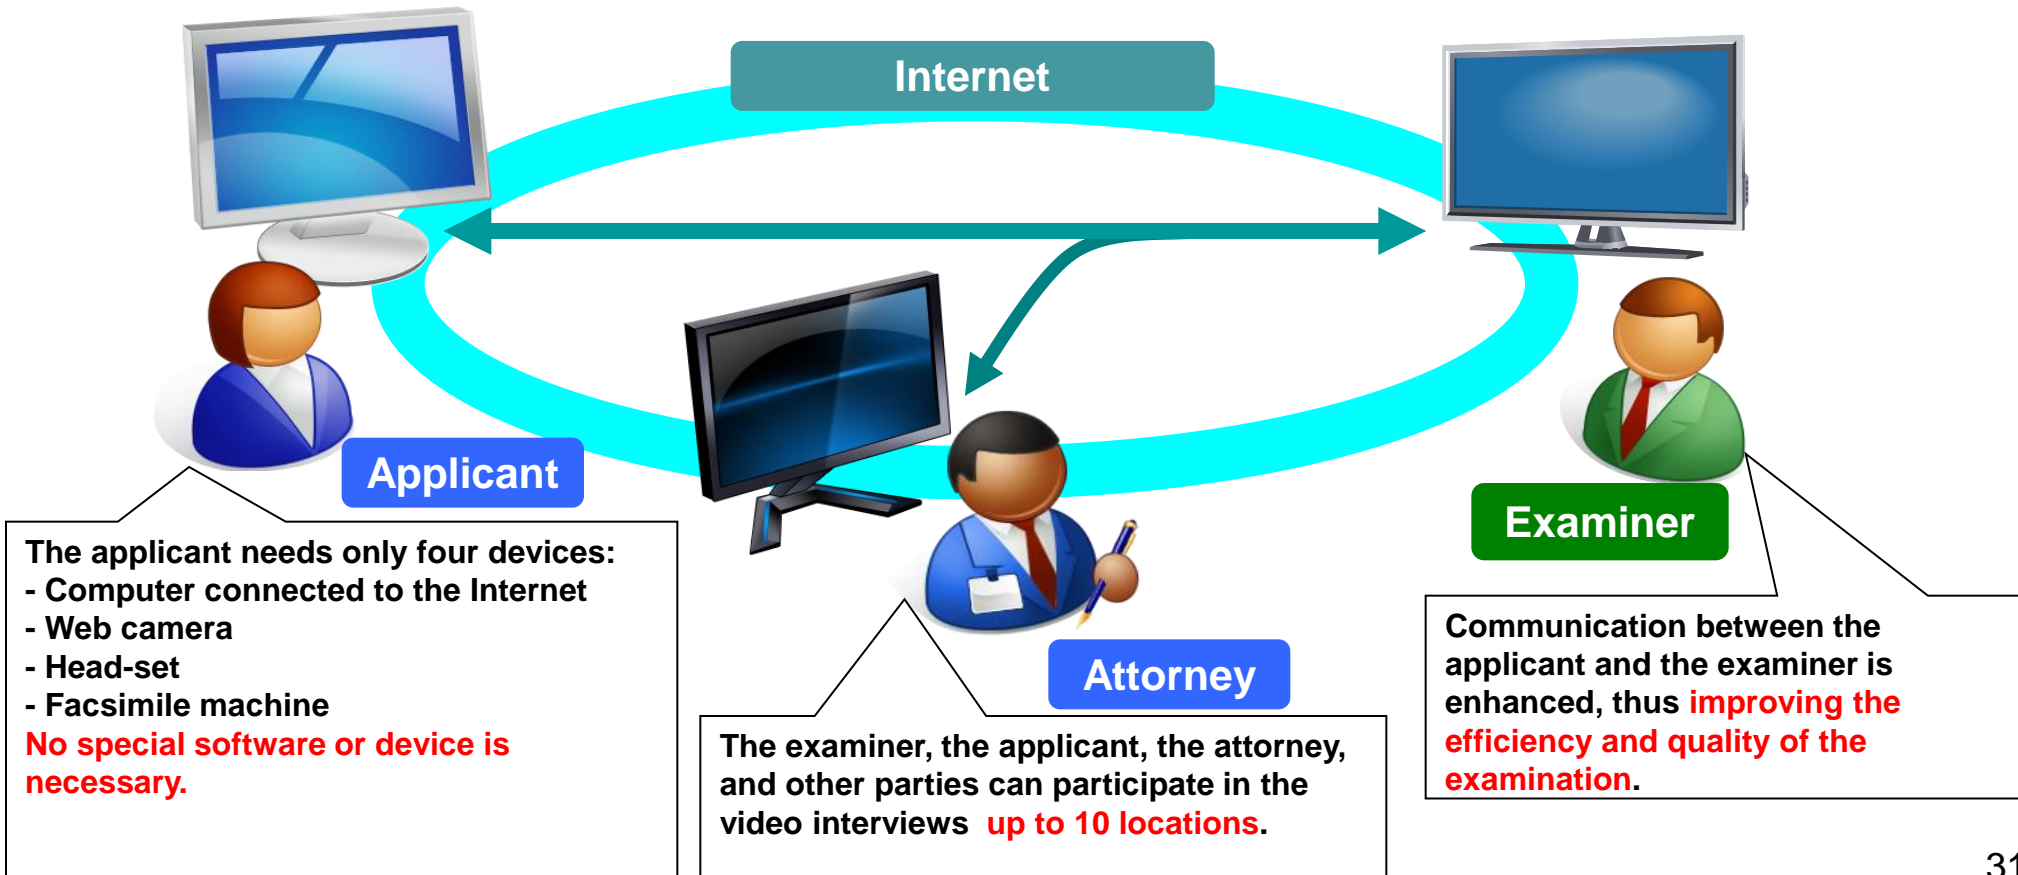 Internet
Applicant
The applicant needs only four devices:
- Computer connected to the Internet
- Web camera
- Head-set
- Facsimile machine
No special software or device is
necessary.
Attorney
The examiner, the applicant, the attorney,
and other parties can participate in the
video interviews up to 10 locations.
Examiner
Communication between the
applicant and the examiner is
enhanced, thus improving the
efficiency and quality of the
examination.
31